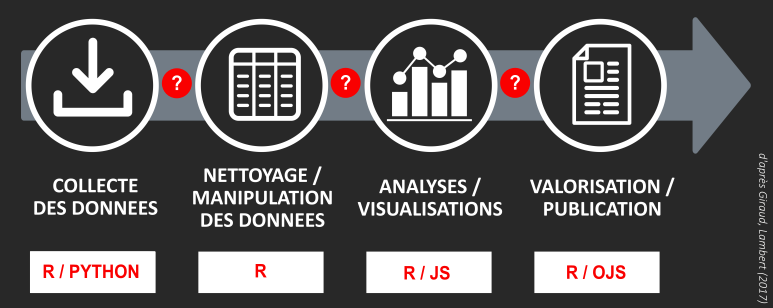 ?
?
?
COLLECTE
DES DONNEES
NETTOYAGE /
MANIPULATION
DES DONNEES
ANALYSES /
VISUALISATIONS
VALORISATION /
PUBLICATION
R / PYTHON
R
R / JS
R / OJS
d'après Giraud, Lambert (2017)